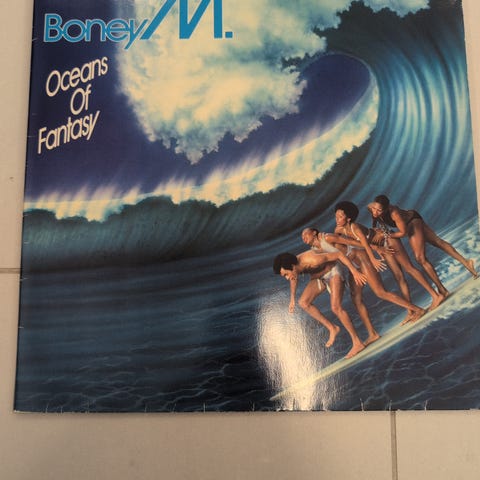 Boney M.
Oceans
Of
Fantasy